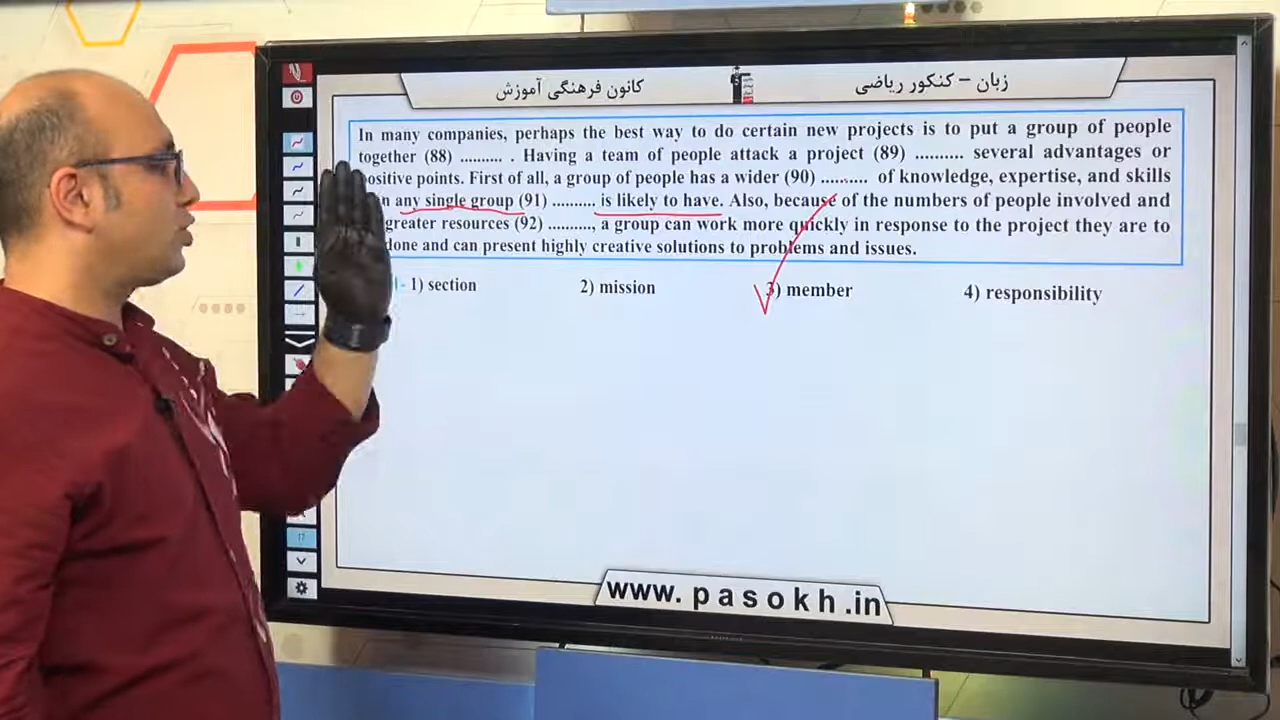 زبان – کنکور ریاضی
کانون فرهنگی آموزش
In many companies, perhaps the best way to do certain new projects is to put a group of people
together (88) .......... . Having a team of people attack a project (89) .......... several advantages or
positive points. First of all, a group of people has a wider (90) .......... of knowledge, expertise, and skills
any single group (91) .......... is likely to have. Also, because of the numbers of people involved and
greater resources (92) .........., a group can work more quickly in response to the project they are to
done and can present highly creative solutions to problems and issues.
1) section 2) mission 3) member 4) responsibility
www.pasokh.in